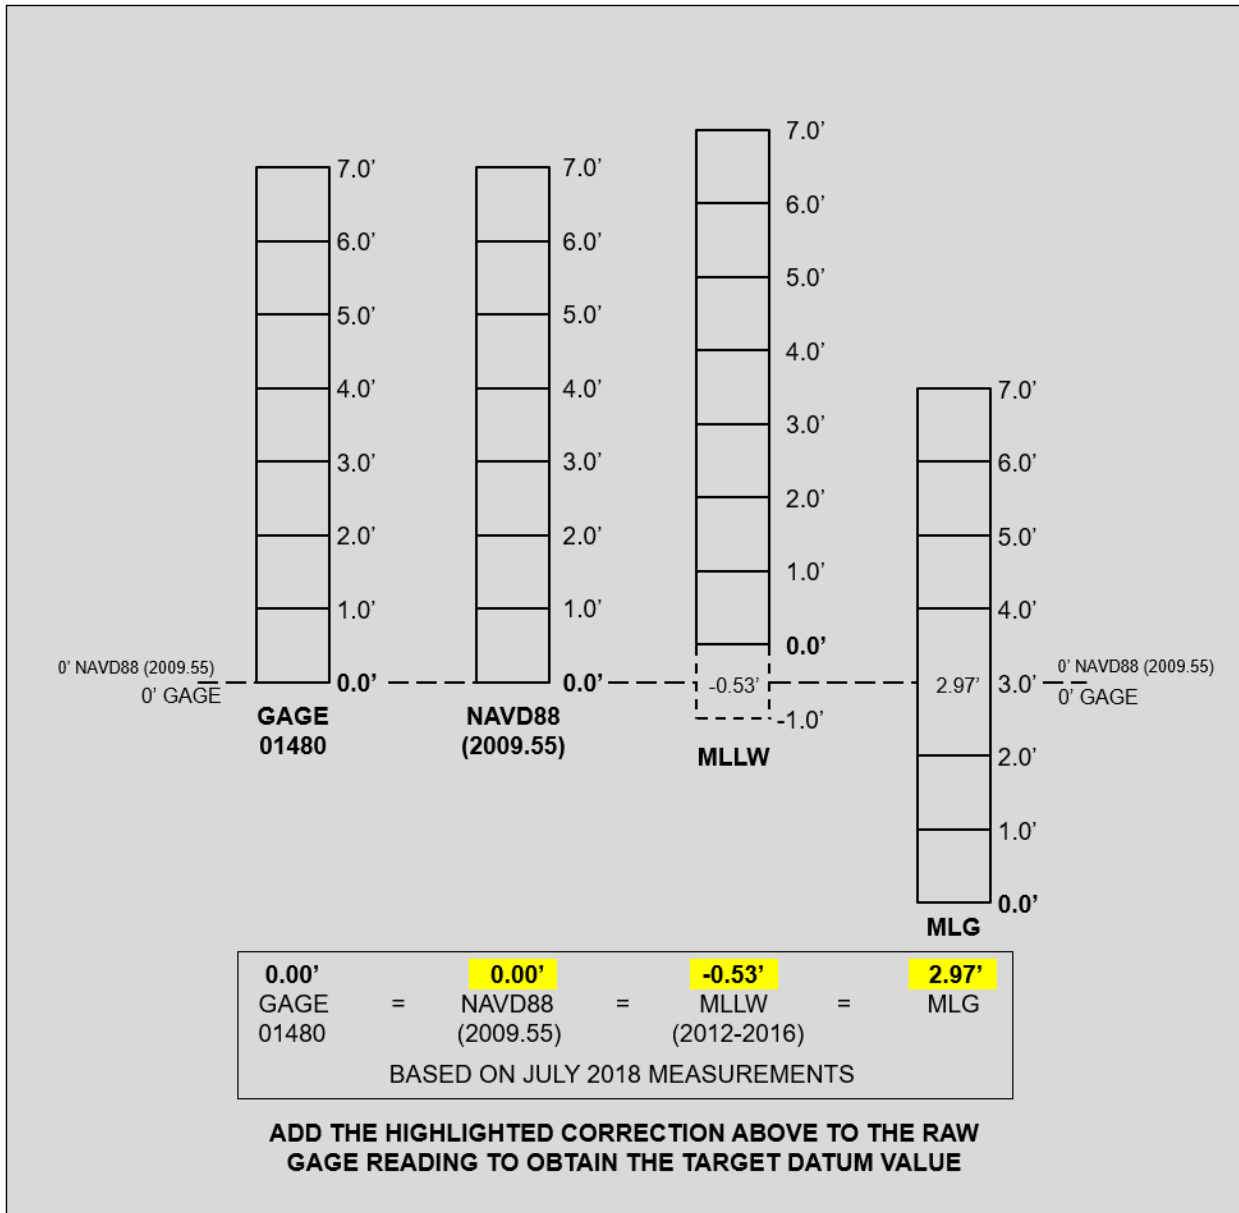 7.0’
6.0’
5.0’
4.0’
3.0’
2.0’
1.0’
0.0’
0’ NAVD88 (2009.55)
0’ GAGE
GAGE
01480
7.0’
6.0’
5.0’
4.0’
3.0’
2.0’
1.0’
0.0’
NAVD88
(2009.55)
7.0’
6.0’
5.0’
4.0’
3.0’
2.0’
1.0’
0.0’
-0.53’
-1.0’
MLLW
7.0’
6.0’
5.0’
4.0’
2.97’ 3.0’
2.0’
1.0’
0.0’
MLG
0’ NAVD88 (2009.55)
0’ GAGE
0.00’ 0.00’ -0.53’ 2.97’
GAGE = NAVD88 = MLLW = MLG
01480 (2009.55) (2012-2016)
BASED ON JULY 2018 MEASUREMENTS
ADD THE HIGHLIGHTED CORRECTION ABOVE TO THE RAW
GAGE READING TO OBTAIN THE TARGET DATUM VALUE